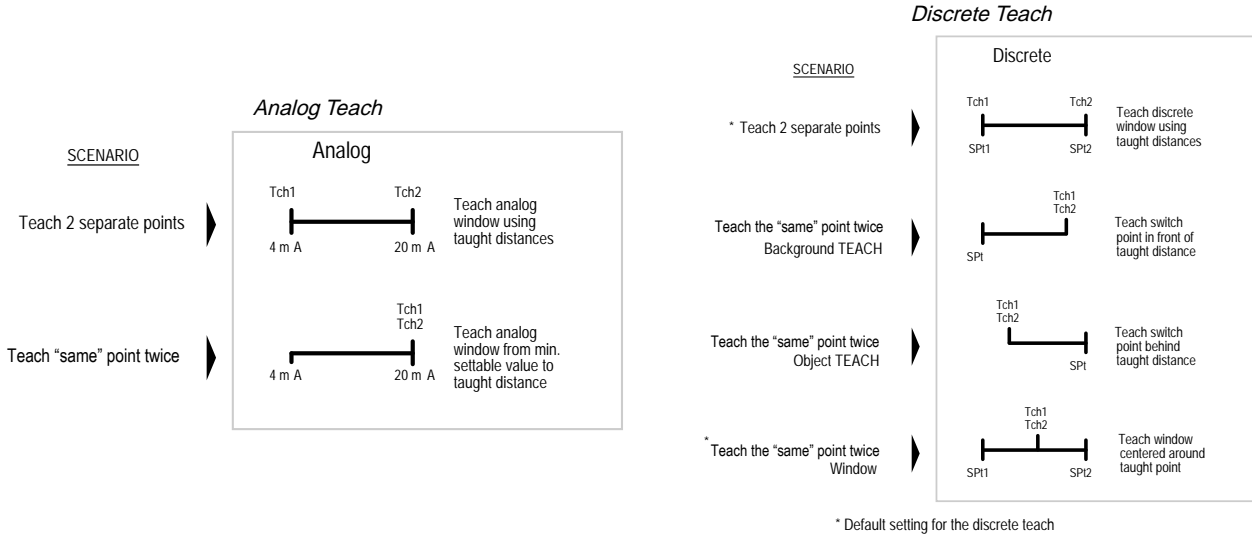 Analog Teach
SCENARIO
Analog
Teach 2 separate points
Tch1
Tch2
4 m A
20 m A
Teach analog
window using
taught distances
Teach “same” point twice
Tch1
Tch2
4 m A
20 m A
Teach analog
window from min.
settable value to
taught distance
Discrete Teach
SCENARIO
Discrete
* Teach 2 separate points
Tch1
Tch2
SPt1
SPt2
Teach discrete
window using
taught distances
Teach the “same” point twice
Background TEACH
Tch1
Tch2
SPt
Teach switch
point in front of
taught distance
Teach the “same” point twice
Object TEACH
Tch1
Tch2
SPt
Teach switch
point behind
taught distance
* Teach the “same” point twice
Window
Tch1
Tch2
SPt1
SPt2
Teach window
centered around
taught point
* Default setting for the discrete teach